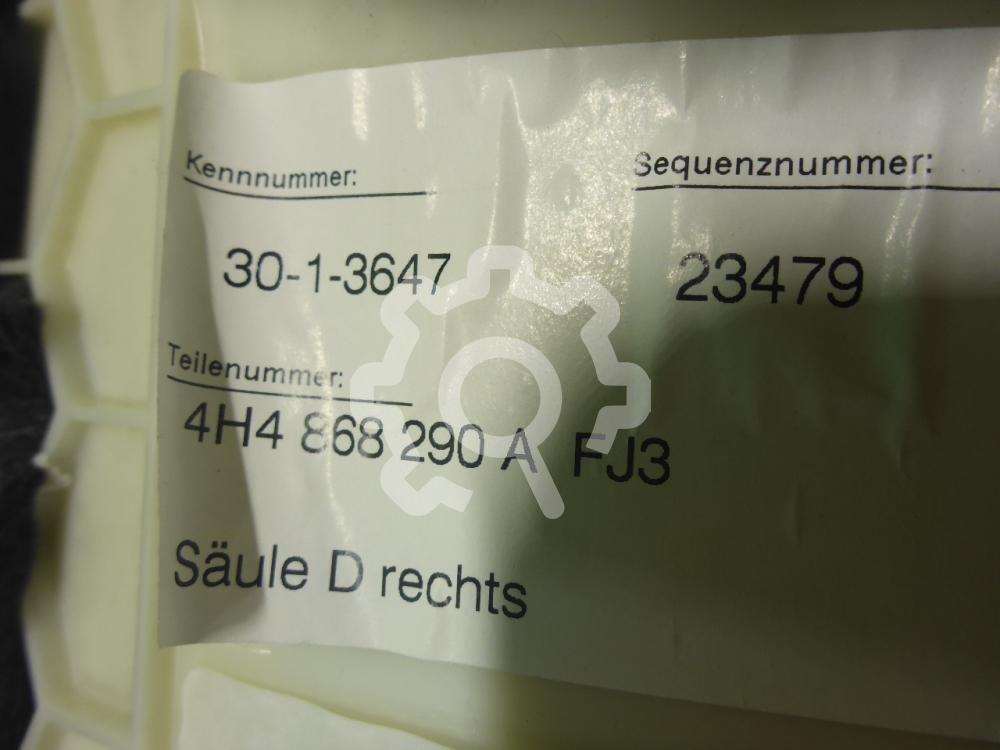 Kennnummer: Sequenznummer:
30-1-3647 23479
Teilenummer:
4H4 868 290 A FJ3
Säule D rechts